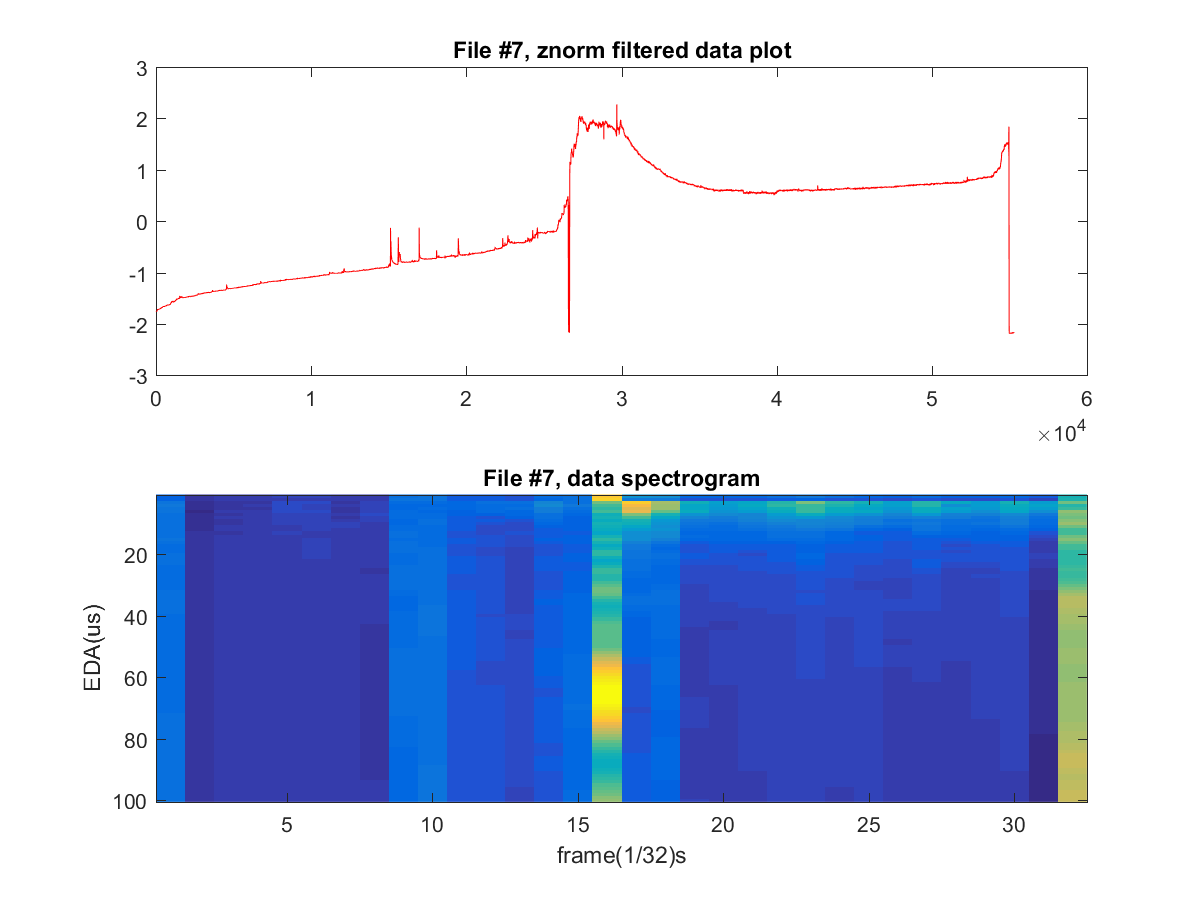 File #7, znorm filtered data plot
3
2
1
0
-1
-2
-3
0 1 2 3 4 5 6
×10^4
File #7, data spectrogram
20
40
60
80
100
EDA(us)
5 10 15 20 25 30
frame(1/32)s